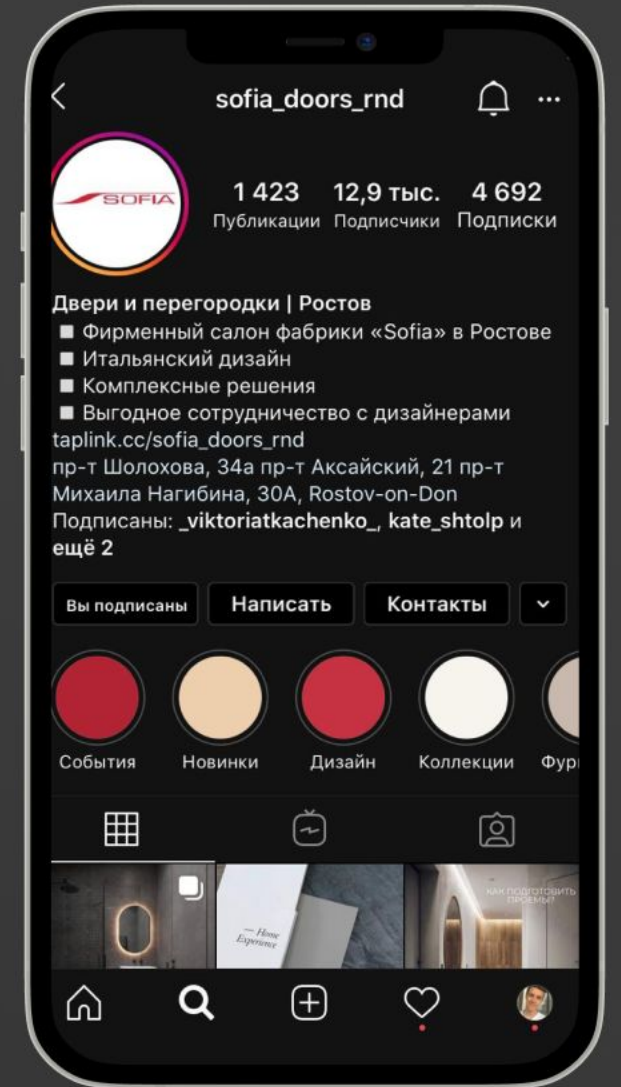 sofia_doors_rnd
SOFIA
1 423 12,9 тыс. 4 692
Публикации Подписчики Подписки
Двери и перегородки | Ростов
Фирменный салон фабрики «Sofia» в Ростове
Итальянский дизайн
Комплексные решения
Выгодное сотрудничество с дизайнерами
taplink.cc/sofia_doors_rnd
пр-т Шолохова, 34а пр-т Аксайский, 21 пр-т
Михаила Нагибина, 30А, Rostov-on-Don
Подписаны: _viktoriatkachenko_, kate_shtolp и
ещё 2
Вы подписаны Написать Контакты
События Новинки Дизайн Коллекции Фур
— Home
Experience
КАК ПОДГОТОВИТЬ
ПРОЕМЫ?